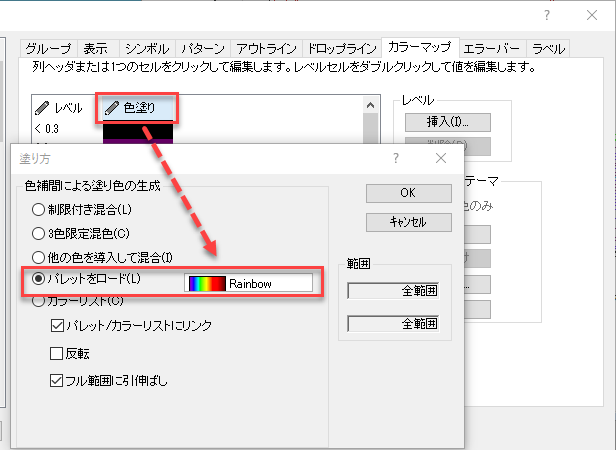 グループ 表示 シンボル パターン アウトライン ドロップライン カラーマップ エラーバー ラベル
列ヘッダまたは1つのセルをクリックして編集します。レベルセルをダブルクリックして値を編集します。
レベル 色塗り
< 0.3
レベル
挿入(I)...
テーマ
色のみ
塗り方
色補間による塗り色の生成
制限付き混合(L)
3色限定混色(C)
他の色を導入して混合(I)
パレットをロード(L) Rainbow
カラーリスト(C)
パレット/カラーリストにリンク
反転
フル範囲に引伸ばし
OK
キャンセル
範囲
全範囲
全範囲